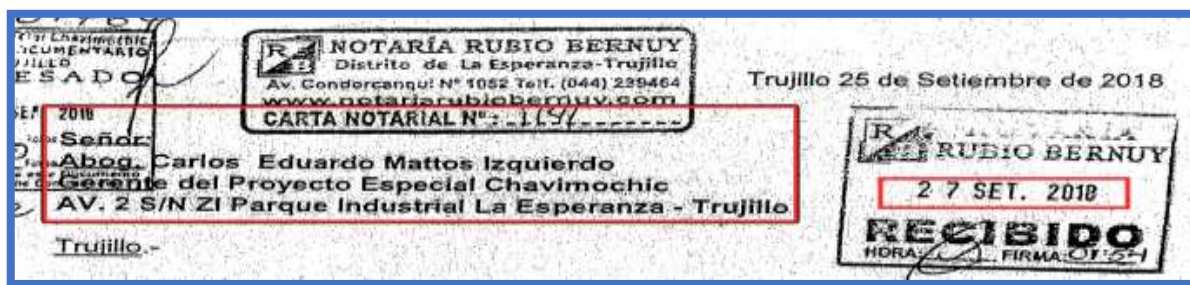 NOTARÍA RUBIO BERNUY
Distrito de La Esperanza-Trujillo
Av. Condorcanqui Nº 1052 Telf. (044) 239464
www.notariarubiobernuy.com
CARTA NOTARIAL Nº:
Trujillo 25 de Setiembre de 2018
2018
Señor:
Abog. Carlos Eduardo Mattos Izquierdo
Gerente del Proyecto Especial Chavimochic
AV. 2 S/N ZI Parque Industrial La Esperanza - Trujillo
Trujillo.-
NOTARIA
RUBIO BERNUY
27 SET. 2018
RECIBIDO
HORA: FIRMA: